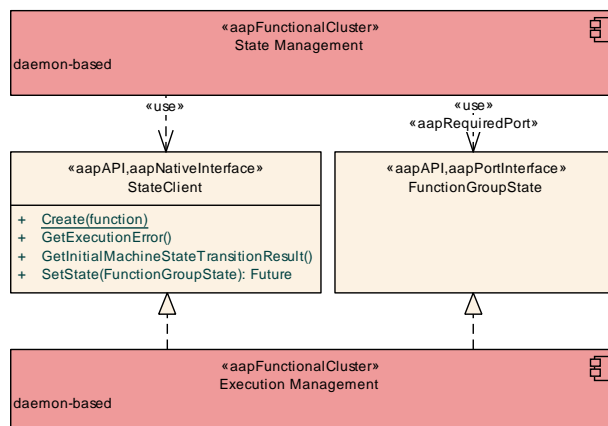 «aapFunctionalCluster»
State Management
daemon-based
«use»
«use»
«aapRequiredPort»
«aapAPI,aapNativeInterface»
StateClient
+ Create(function)
+ GetExecutionError()
+ GetInitialMachineStateTransitionResult()
+ SetState(FunctionGroupState): Future
«aapAPI,aapPortInterface»
FunctionGroupState
«aapFunctionalCluster»
Execution Management
daemon-based